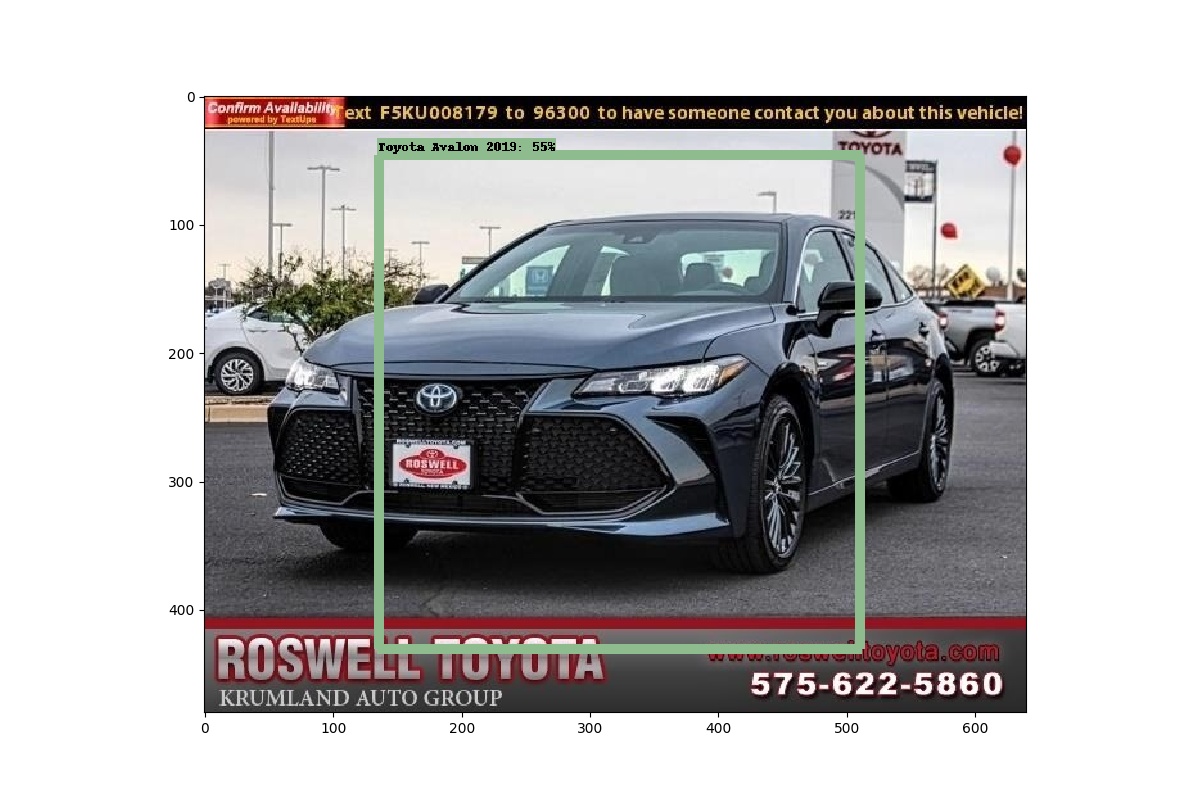 Confirm Availability
powered by TextUps
Text F5KU008179 to 96300 to have someone contact you about this vehicle!
0
Toyota Avalon 2019: 55%
TOYOTA
100
221
200
ROSWELL
300
400
ROSWELL TOYOTA
www.roswelltoyota.com
KRUMLAND AUTO GROUP
575-622-5860
0 100 200 300 400 500 600